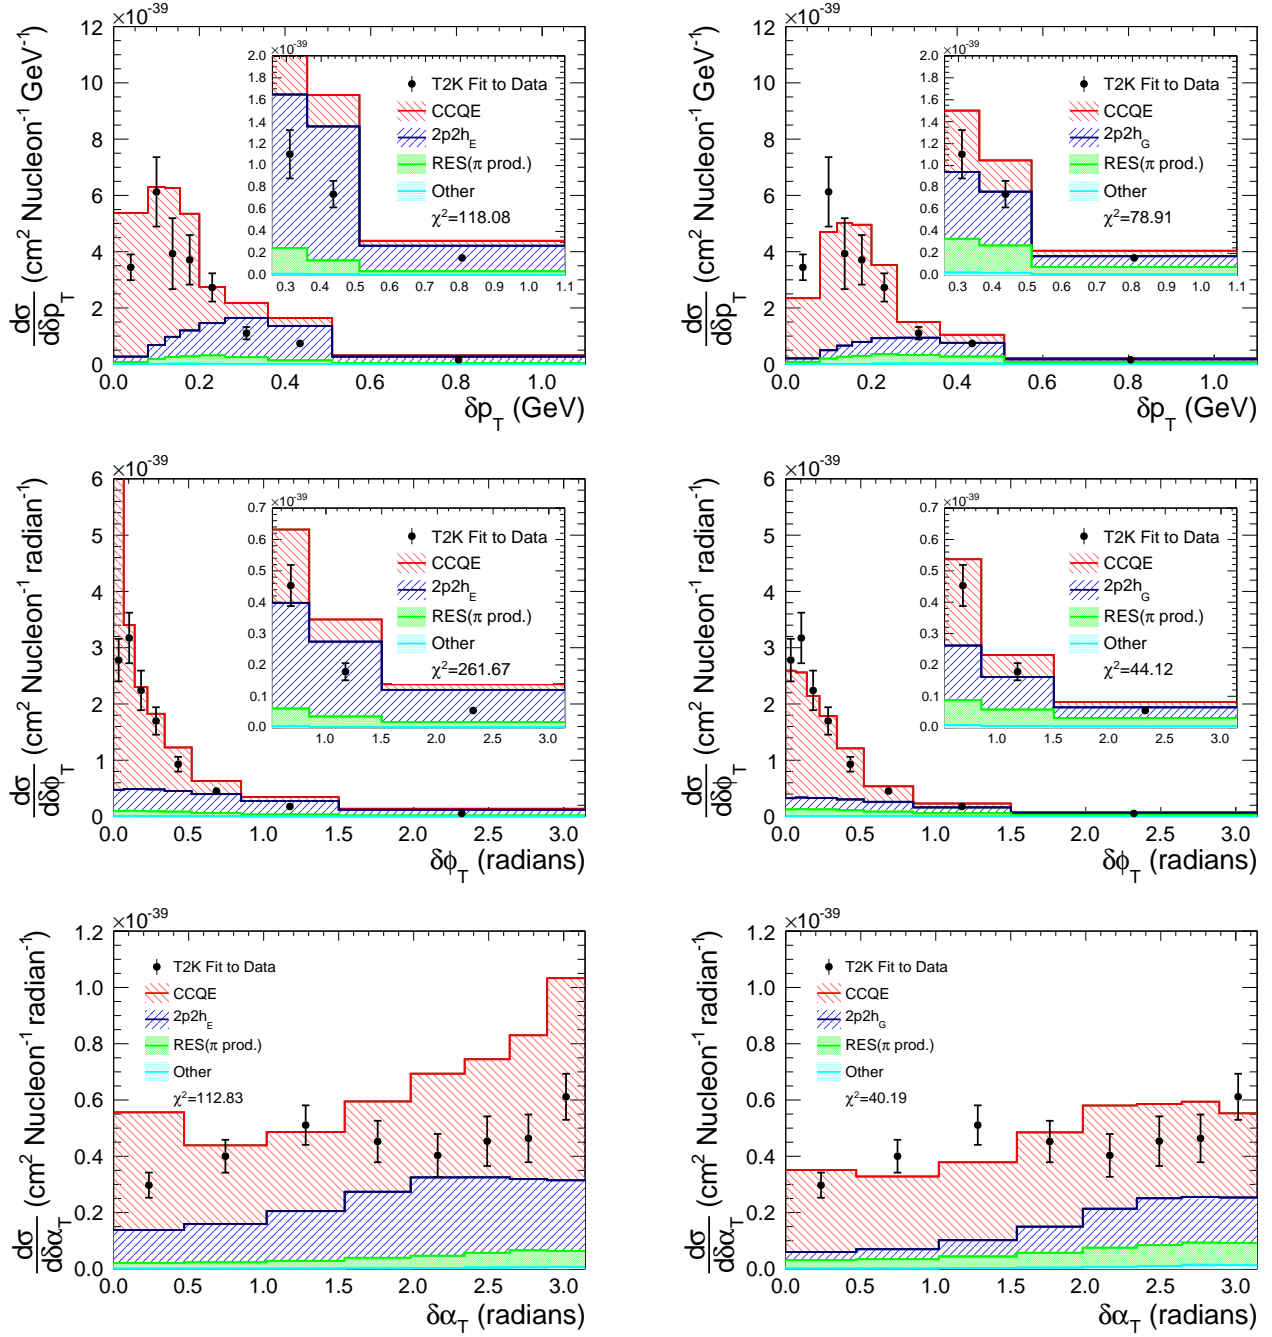 ×10⁻³⁹
dσ/dδp_T (cm² Nucleon⁻¹ GeV⁻¹)
12
10
8
6
4
2
0
0.0 0.2 0.4 0.6 0.8 1.0
δp_T (GeV)
×10⁻³⁹
2.0
1.8
1.6
1.4
1.2
1.0
0.8
0.6
0.4
0.2
0.0
0.3 0.4 0.5 0.6 0.7 0.8 0.9 1.0 1.1
T2K Fit to Data
CCQE
2p2h_E
RES(π prod.)
Other
χ²=118.08
×10⁻³⁹
dσ/dδp_T (cm² Nucleon⁻¹ GeV⁻¹)
12
10
8
6
4
2
0
0.0 0.2 0.4 0.6 0.8 1.0
δp_T (GeV)
×10⁻³⁹
2.0
1.8
1.6
1.4
1.2
1.0
0.8
0.6
0.4
0.2
0.0
0.3 0.4 0.5 0.6 0.7 0.8 0.9 1.0 1.1
T2K Fit to Data
CCQE
2p2h_G
RES(π prod.)
Other
χ²=78.91
×10⁻³⁹
dσ/dδϕ_T (cm² Nucleon⁻¹ radian⁻¹)
6
5
4
3
2
1
0
0.0 0.5 1.0 1.5 2.0 2.5 3.0
δϕ_T (radians)
×10⁻³⁹
0.7
0.6
0.5
0.4
0.3
0.2
0.1
0.0
1.0 1.5 2.0 2.5 3.0
T2K Fit to Data
CCQE
2p2h_E
RES(π prod.)
Other
χ²=261.67
×10⁻³⁹
dσ/dδϕ_T (cm² Nucleon⁻¹ radian⁻¹)
6
5
4
3
2
1
0
0.0 0.5 1.0 1.5 2.0 2.5 3.0
δϕ_T (radians)
×10⁻³⁹
0.7
0.6
0.5
0.4
0.3
0.2
0.1
0.0
1.0 1.5 2.0 2.5 3.0
T2K Fit to Data
CCQE
2p2h_G
RES(π prod.)
Other
χ²=44.12
×10⁻³⁹
dσ/dδα_T (cm² Nucleon⁻¹ radian⁻¹)
1.2
1.0
0.8
0.6
0.4
0.2
0.0
0.0 0.5 1.0 1.5 2.0 2.5 3.0
δα_T (radians)
T2K Fit to Data
CCQE
2p2h_E
RES(π prod.)
Other
χ²=112.83
×10⁻³⁹
dσ/dδα_T (cm² Nucleon⁻¹ radian⁻¹)
1.2
1.0
0.8
0.6
0.4
0.2
0.0
0.0 0.5 1.0 1.5 2.0 2.5 3.0
δα_T (radians)
T2K Fit to Data
CCQE
2p2h_G
RES(π prod.)
Other
χ²=40.19